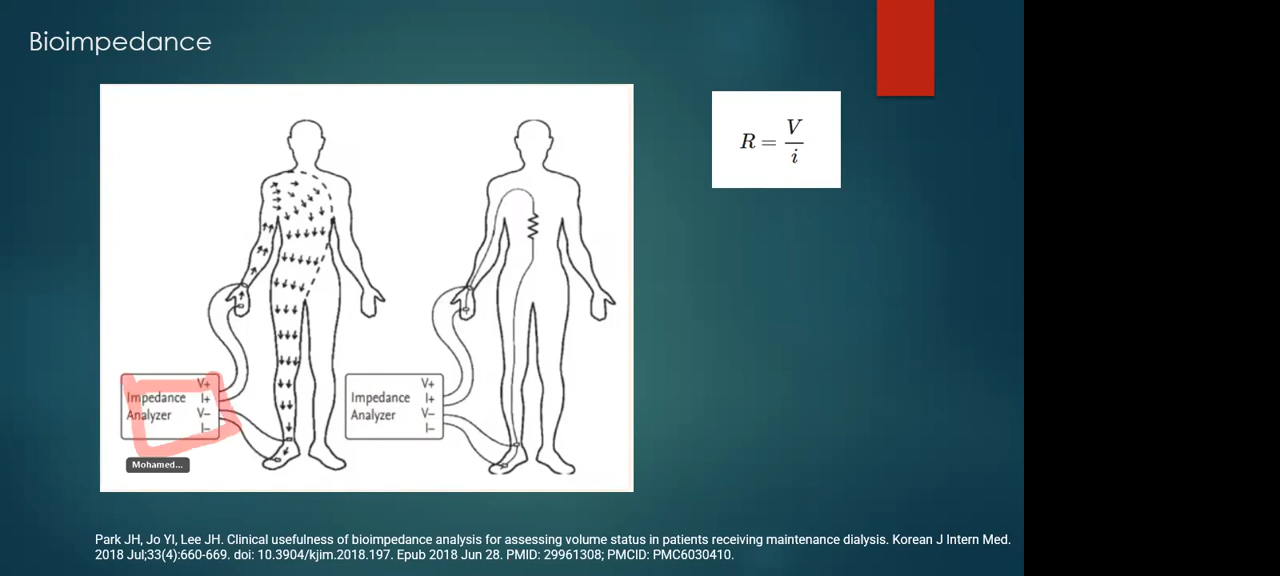 Bioimpedance
R = V/i
V+
Impedance I+
Analyzer V–
I–
V+
Impedance I+
Analyzer V–
I–
Mohamed...
Park JH, Jo YI, Lee JH. Clinical usefulness of bioimpedance analysis for assessing volume status in patients receiving maintenance dialysis. Korean J Intern Med.
2018 Jul;33(4):660-669. doi: 10.3904/kjim.2018.197. Epub 2018 Jun 28. PMID: 29961308; PMCID: PMC6030410.